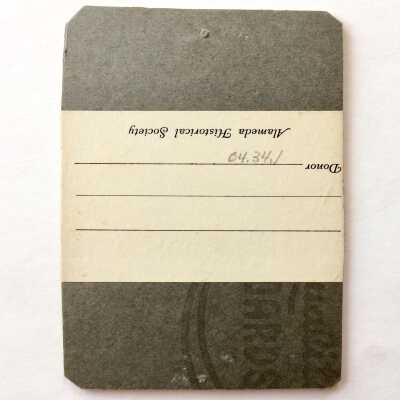 Donor 04.34.1
Alameda Historical Society